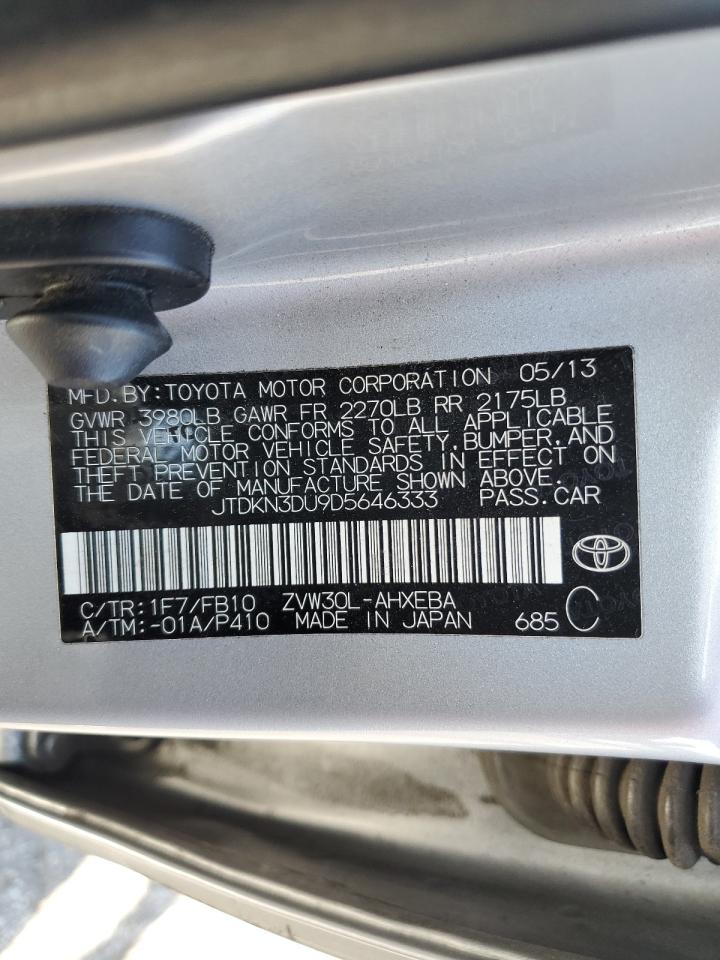 MFD.BY:TOYOTA MOTOR CORPORATION 05/13
GVWR 3980LB GAWR FR 2270LB RR 2175LB
THIS VEHICLE CONFORMS TO ALL APPLICABLE
FEDERAL MOTOR VEHICLE SAFETY,BUMPER,AND
THEFT PREVENTION STANDARDS IN EFFECT ON
THE DATE OF MANUFACTURE SHOWN ABOVE.
JTDKN3DU9D5646333 PASS.CAR
C/TR:1F7/FB10 ZVW30L-AHXEBA
A/TM:-01A/P410 MADE IN JAPAN 685 C